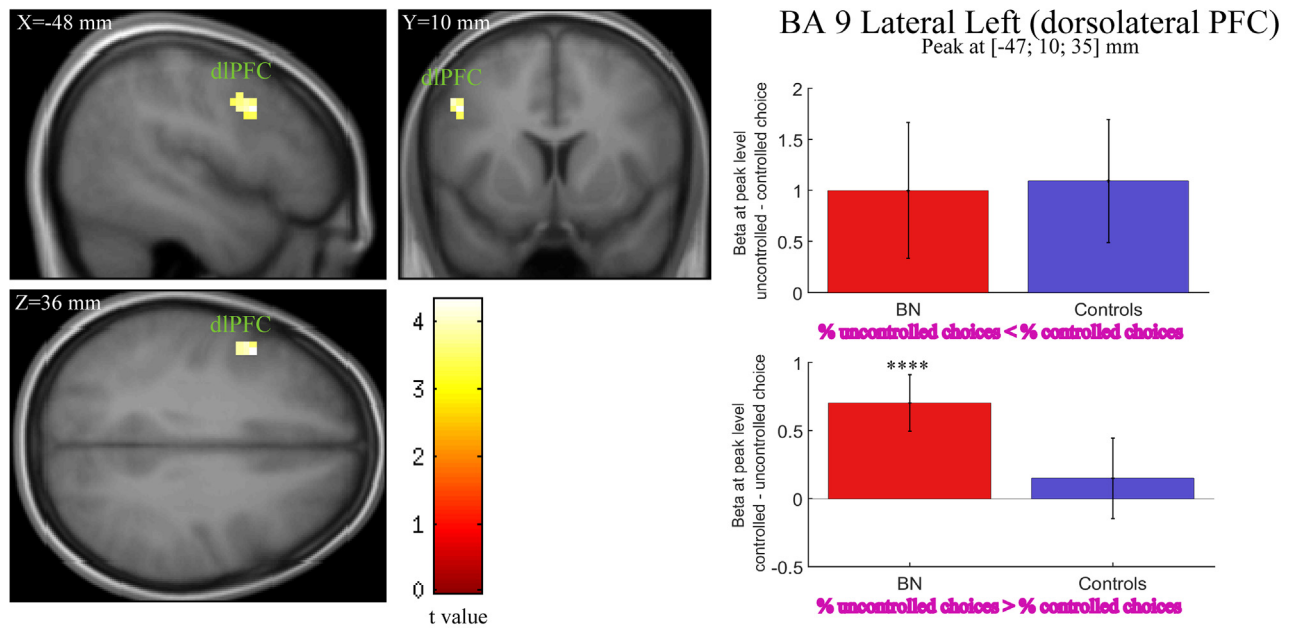 X=-48 mm
dlPFC
Y=10 mm
dlPFC
Z=36 mm
dlPFC
4
3
2
1
0
t value
BA 9 Lateral Left (dorsolateral PFC)
Peak at [-47; 10; 35] mm
Beta at peak level
uncontrolled - controlled choice
2
1.5
1
0.5
0
BN
Controls
% uncontrolled choices < % controlled choices
Beta at peak level
controlled - uncontrolled choice
1
0.5
0
-0.5
****
BN
Controls
% uncontrolled choices > % controlled choices